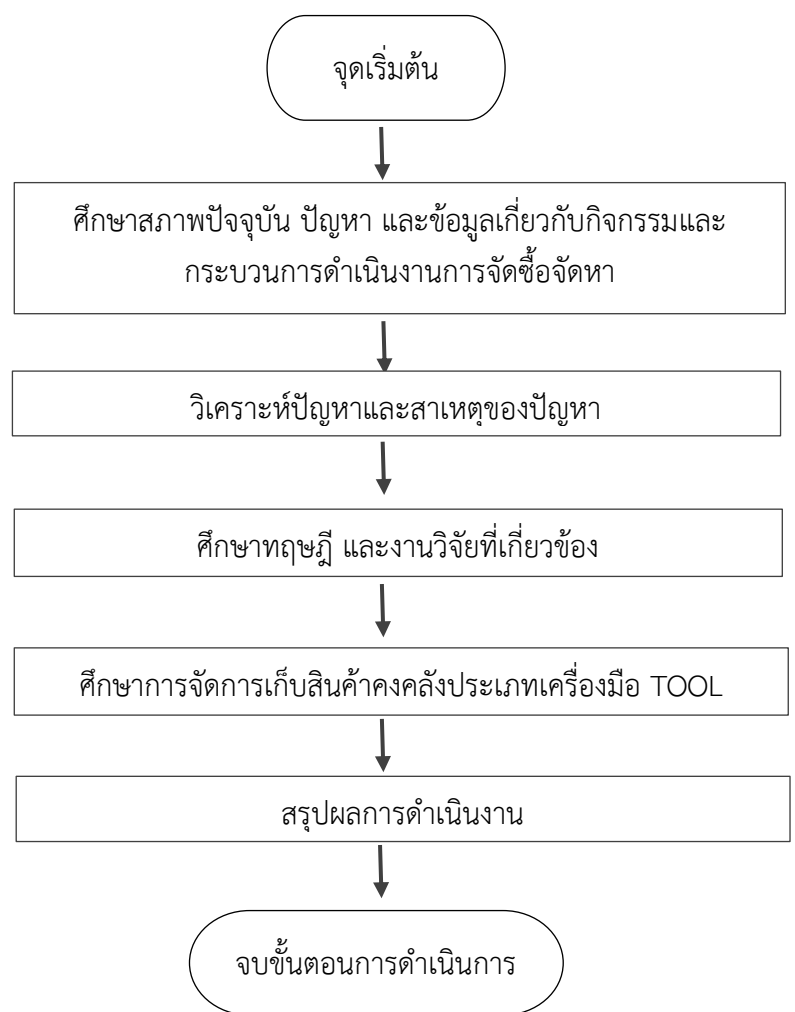 จุดเริ่มต้น
ศึกษาสภาพปัจจุบัน ปัญหา และข้อมูลเกี่ยวกับกิจกรรมและ
กระบวนการดำเนินงานการจัดซื้อจัดหา
วิเคราะห์ปัญหาและสาเหตุของปัญหา
ศึกษาทฤษฎี และงานวิจัยที่เกี่ยวข้อง
ศึกษาการจัดการเก็บสินค้าคงคลังประเภทเครื่องมือ TOOL
สรุปผลการดำเนินงาน
จบขั้นตอนการดำเนินการ